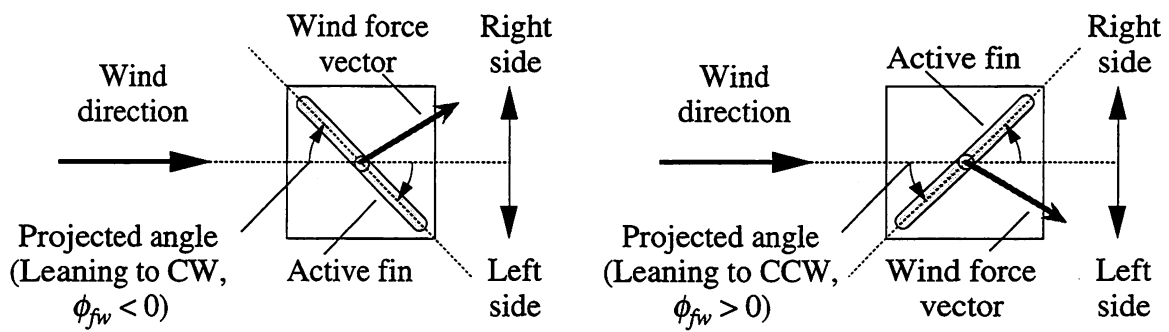 Wind force
vector
Right
side
Wind
direction
Projected angle
(Leaning to CW,
ϕfw < 0)
Active fin
Left
side
Active fin
Right
side
Wind
direction
Projected angle
(Leaning to CCW,
ϕfw > 0)
Wind force
vector
Left
side